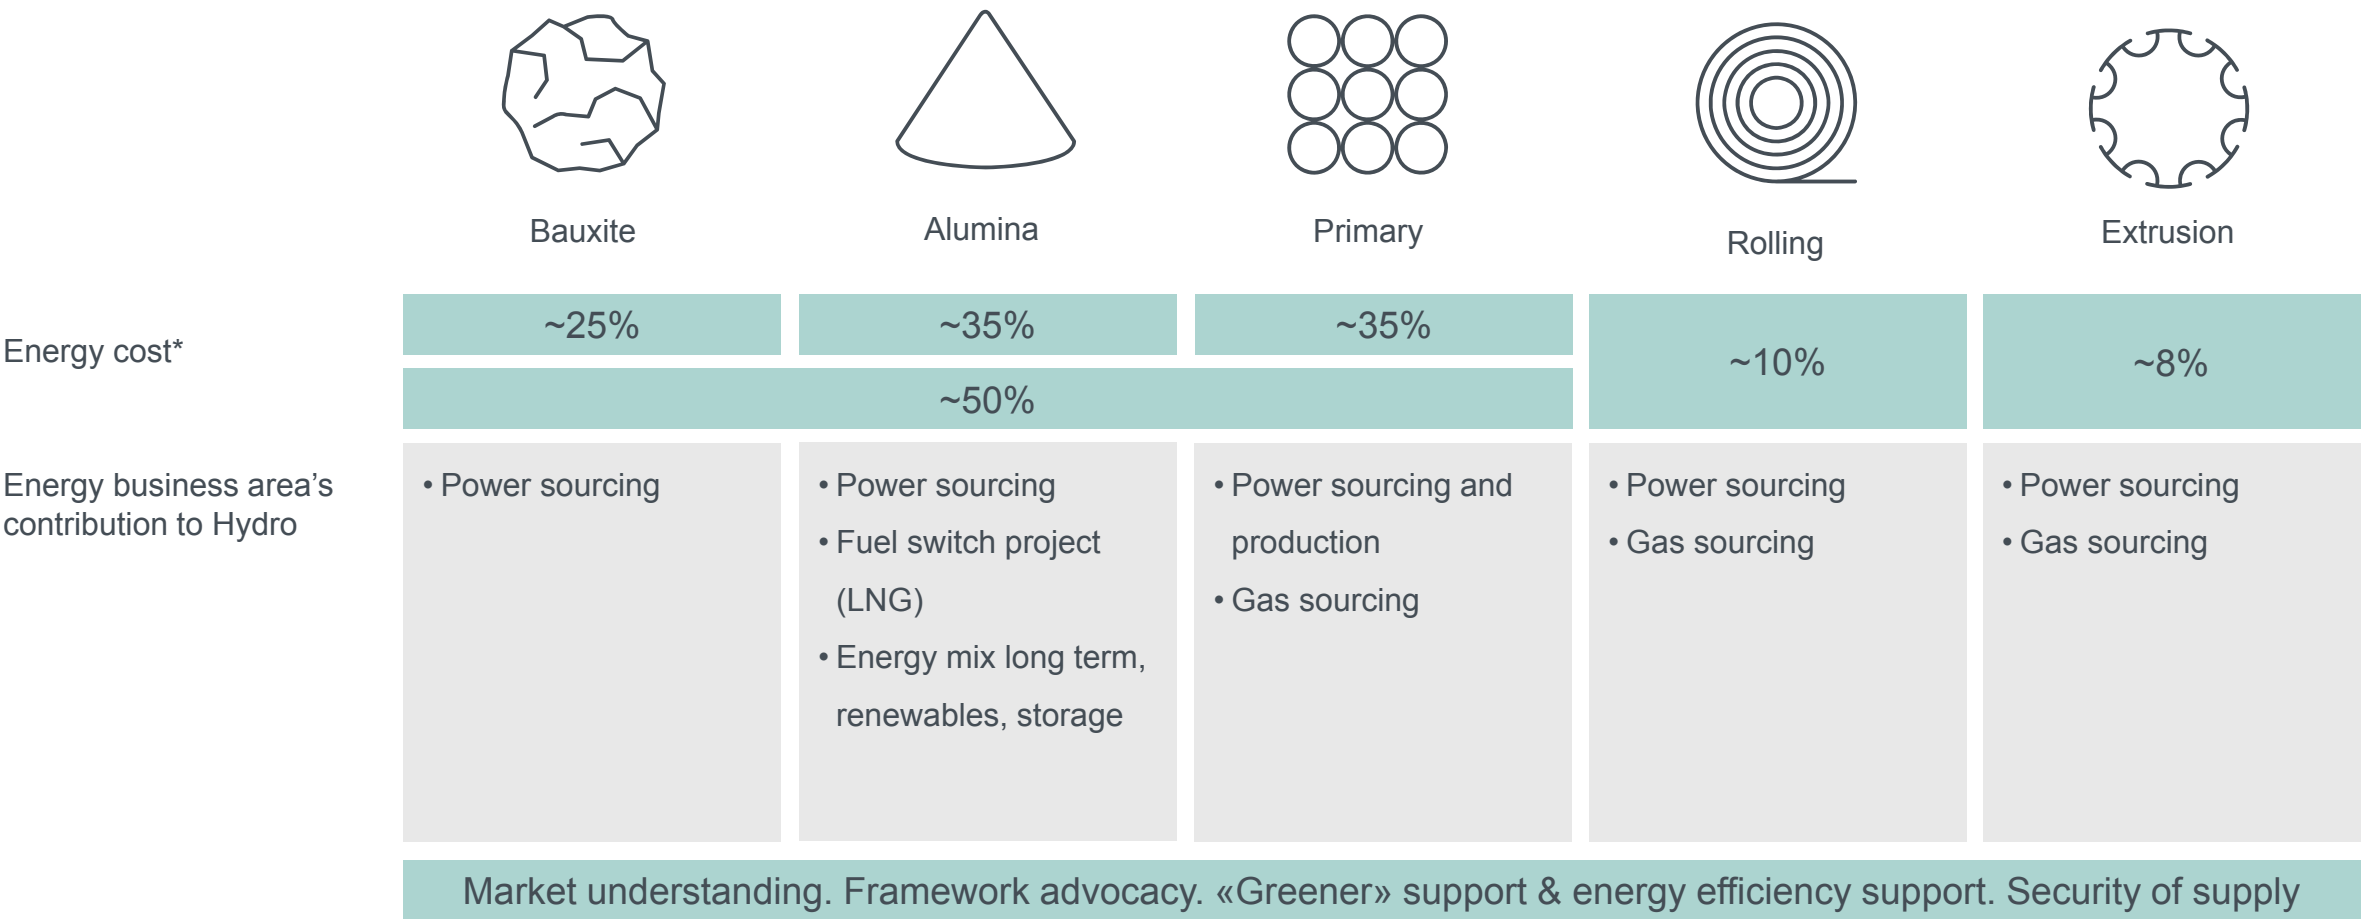 Bauxite
Alumina
Primary
Rolling
Extrusion
Energy cost*
~25%
~35%
~35%
~50%
~10%
~8%
Energy business area’s
contribution to Hydro
• Power sourcing
• Power sourcing
• Fuel switch project
(LNG)
• Energy mix long term,
renewables, storage
• Power sourcing and
production
• Gas sourcing
• Power sourcing
• Gas sourcing
• Power sourcing
• Gas sourcing
Market understanding. Framework advocacy. «Greener» support & energy efficiency support. Security of supply